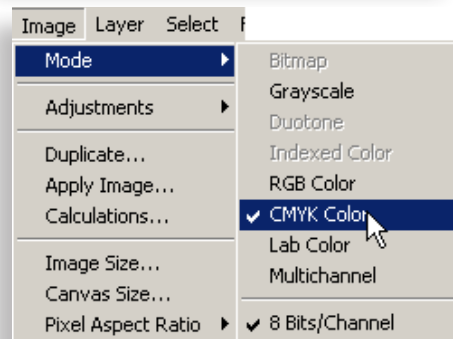 Image Layer Select
Mode
Adjustments
Duplicate...
Apply Image...
Calculations...
Image Size...
Canvas Size...
Pixel Aspect Ratio
Bitmap
Grayscale
Duotone
Indexed Color
RGB Color
CMYK Color
Lab Color
Multichannel
8 Bits/Channel